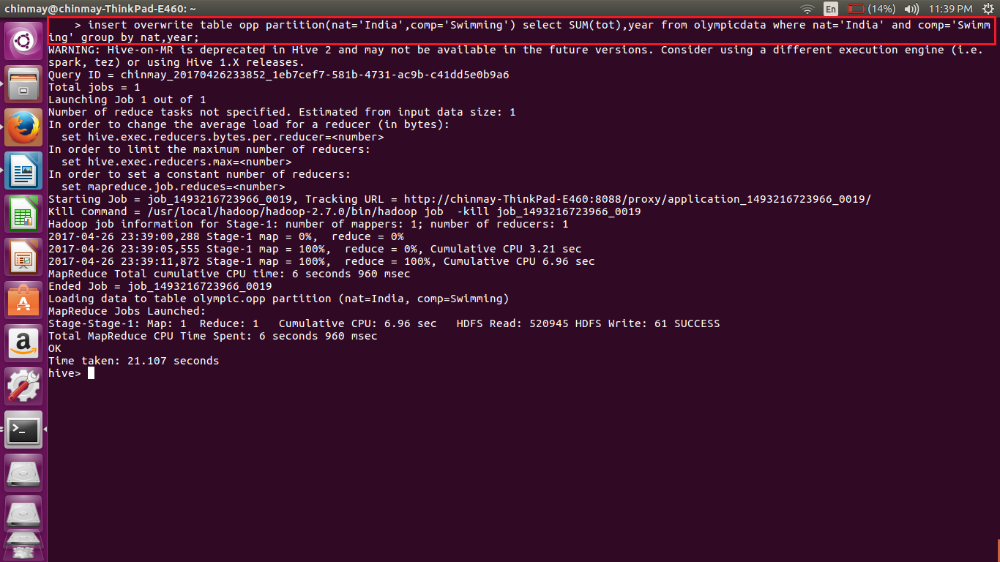 chinmay@chinmay-ThinkPad-E460: ~
En
(14%)
11:39 PM
    > insert overwrite table opp partition(nat='India',comp='Swimming') select SUM(tot),year from olympicdata where nat='India' and comp='Swimm
ing' group by nat,year;
WARNING: Hive-on-MR is deprecated in Hive 2 and may not be available in the future versions. Consider using a different execution engine (i.e.
spark, tez) or using Hive 1.X releases.
Query ID = chinmay_20170426233852_1eb7cef7-581b-4731-ac9b-c41dd5e0b9a6
Total jobs = 1
Launching Job 1 out of 1
Number of reduce tasks not specified. Estimated from input data size: 1
In order to change the average load for a reducer (in bytes):
  set hive.exec.reducers.bytes.per.reducer=<number>
In order to limit the maximum number of reducers:
  set hive.exec.reducers.max=<number>
In order to set a constant number of reducers:
  set mapreduce.job.reduces=<number>
Starting Job = job_1493216723966_0019, Tracking URL = http://chinmay-ThinkPad-E460:8088/proxy/application_1493216723966_0019/
Kill Command = /usr/local/hadoop/hadoop-2.7.0/bin/hadoop job  -kill job_1493216723966_0019
Hadoop job information for Stage-1: number of mappers: 1; number of reducers: 1
2017-04-26 23:39:00,288 Stage-1 map = 0%,  reduce = 0%
2017-04-26 23:39:05,555 Stage-1 map = 100%,  reduce = 0%, Cumulative CPU 3.21 sec
2017-04-26 23:39:11,872 Stage-1 map = 100%,  reduce = 100%, Cumulative CPU 6.96 sec
MapReduce Total cumulative CPU time: 6 seconds 960 msec
Ended Job = job_1493216723966_0019
Loading data to table olympic.opp partition (nat=India, comp=Swimming)
MapReduce Jobs Launched:
Stage-Stage-1: Map: 1  Reduce: 1   Cumulative CPU: 6.96 sec   HDFS Read: 520945 HDFS Write: 61 SUCCESS
Total MapReduce CPU Time Spent: 6 seconds 960 msec
OK
Time taken: 21.107 seconds
hive>